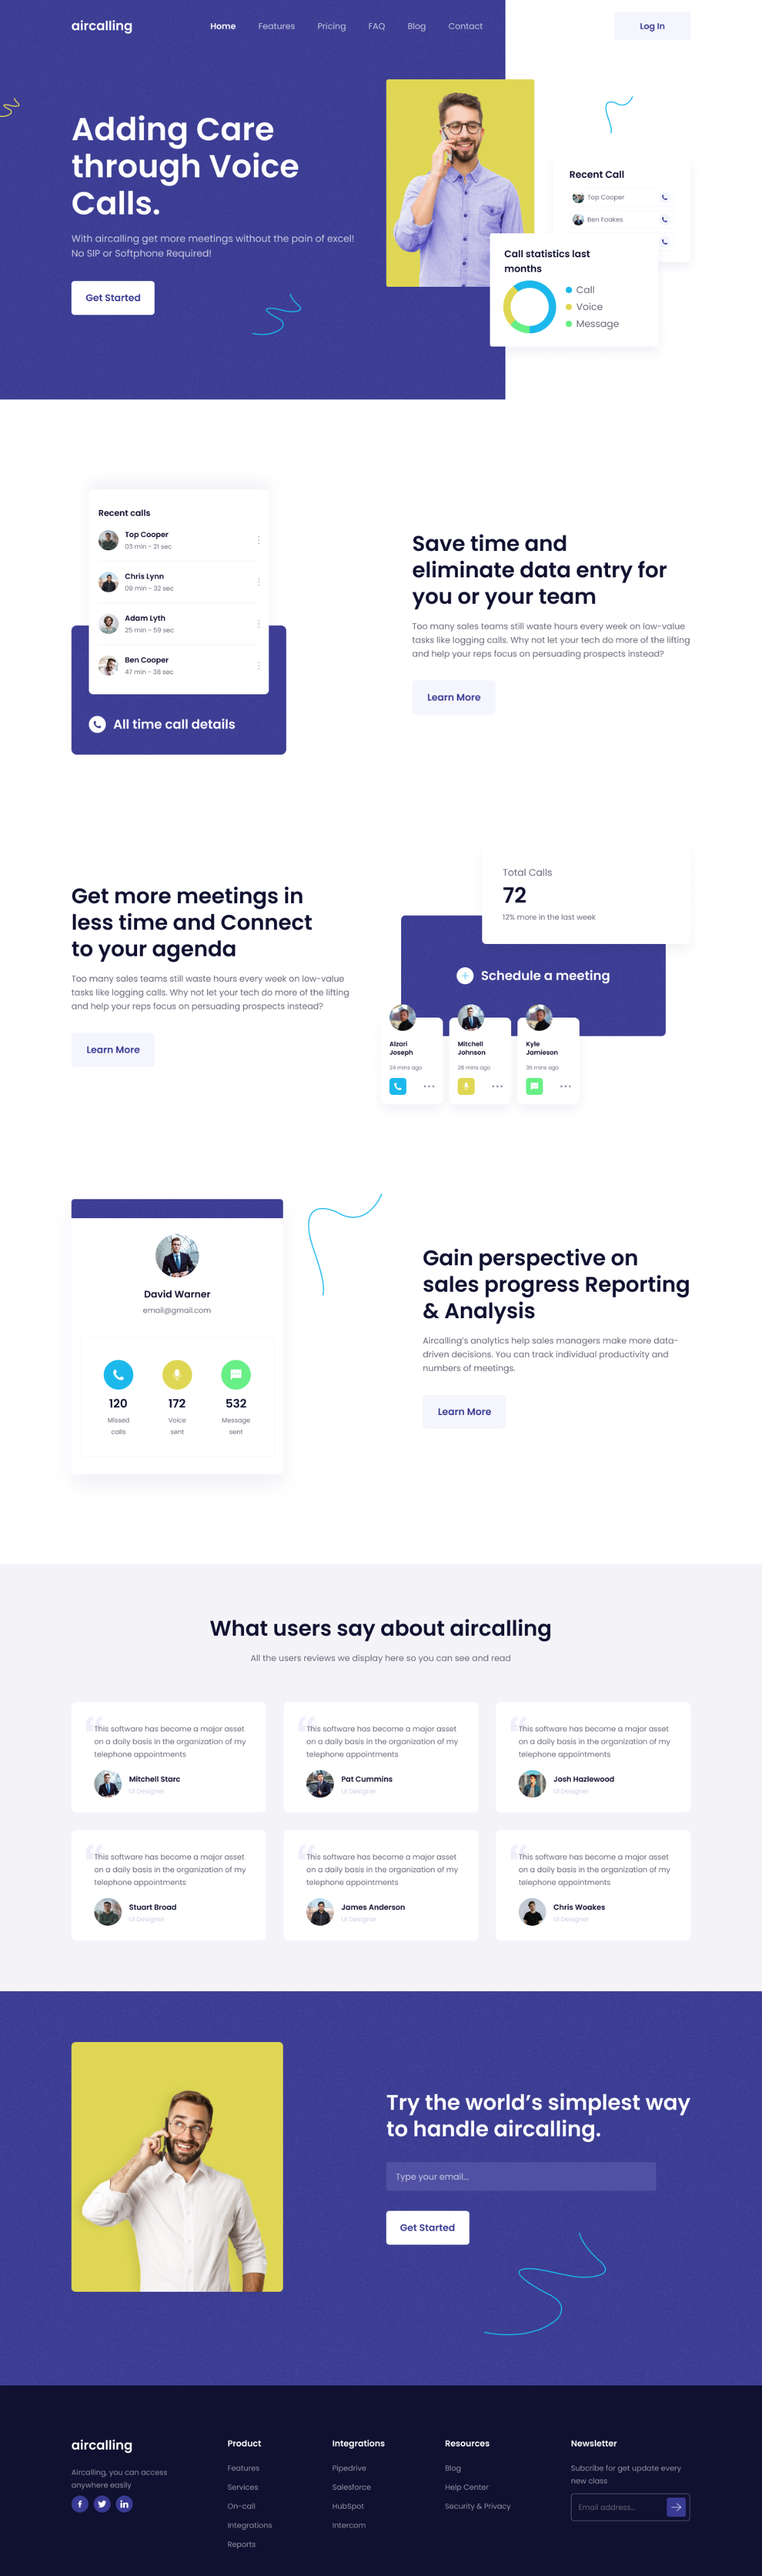 aircalling
Home
Features
Pricing
FAQ
Blog
Contact
Log In
Adding Care
through Voice
Calls.
With aircalling get more meetings without the pain of excel!
No SIP or Softphone Required!
Get Started
Recent Call
Top Cooper
Ben Foakes
Call statistics last
months
Call
Voice
Message
Recent calls
Top Cooper
03 min - 21 sec
Chris Lynn
09 min - 32 sec
Adam Lyth
25 min - 59 sec
Ben Cooper
47 min - 38 sec
All time call details
Save time and
eliminate data entry for
you or your team
Too many sales teams still waste hours every week on low-value
tasks like logging calls. Why not let your tech do more of the lifting
and help your reps focus on persuading prospects instead?
Learn More
Get more meetings in
less time and Connect
to your agenda
Too many sales teams still waste hours every week on low-value
tasks like logging calls. Why not let your tech do more of the lifting
and help your reps focus on persuading prospects instead?
Learn More
Total Calls
72
12% more in the last week
Schedule a meeting
Alzari
Joseph
24 mins ago
Mitchell
Johnson
28 mins ago
Kyle
Jamieson
36 mins ago
David Warner
email@gmail.com
120
Missed
calls
172
Voice
sent
532
Message
sent
Gain perspective on
sales progress Reporting
& Analysis
Aircalling's analytics help sales managers make more data-
driven decisions. You can track individual productivity and
numbers of meetings.
Learn More
What users say about aircalling
All the users reviews we display here so you can see and read
This software has become a major asset
on a daily basis in the organization of my
telephone appointments
Mitchell Starc
UI Designer
This software has become a major asset
on a daily basis in the organization of my
telephone appointments
Pat Cummins
UI Designer
This software has become a major asset
on a daily basis in the organization of my
telephone appointments
Josh Hazlewood
UI Designer
This software has become a major asset
on a daily basis in the organization of my
telephone appointments
Stuart Broad
UI Designer
This software has become a major asset
on a daily basis in the organization of my
telephone appointments
James Anderson
UI Designer
This software has become a major asset
on a daily basis in the organization of my
telephone appointments
Chris Woakes
UI Designer
Try the world's simplest way
to handle aircalling.
Type your email...
Get Started
aircalling
Aircalling, you can access
anywhere easily
Product
Features
Services
On-call
Integrations
Reports
Integrations
Pipedrive
Salesforce
HubSpot
Intercom
Resources
Blog
Help Center
Security & Privacy
Newsletter
Subcribe for get update every
new class
Email address...